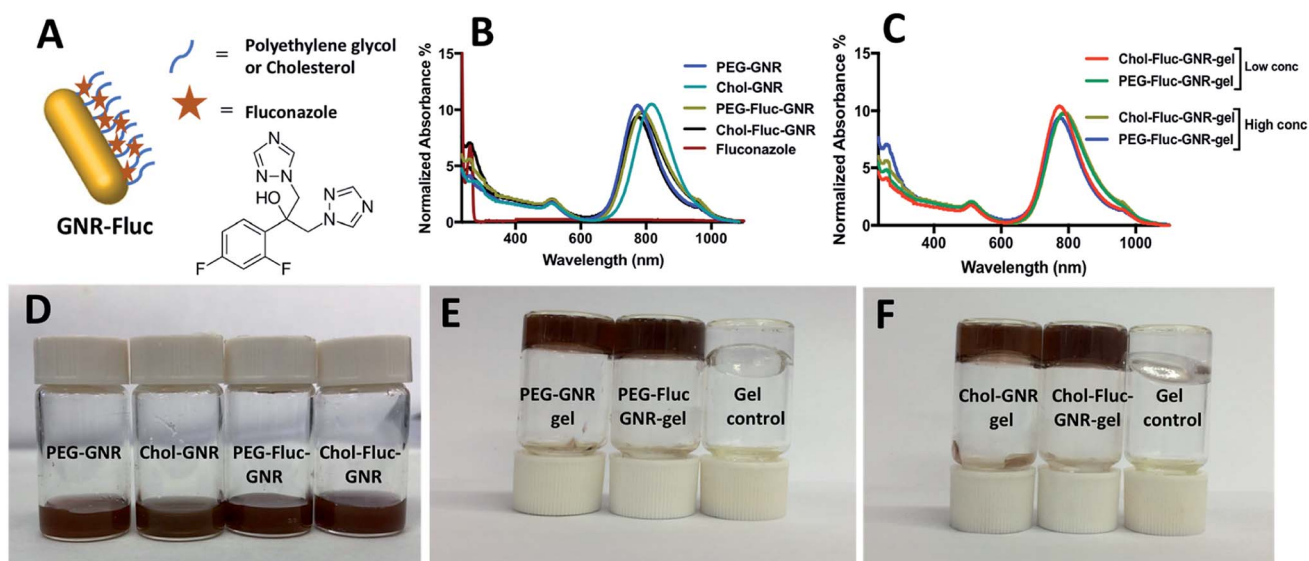 A
= Polyethylene glycol
or Cholesterol
= Fluconazole
GNR-Fluc
N
N
N
HO
N
N
N
F
F
B
Normalized Absorbance %
15
10
5
0
400
600
800
1000
Wavelength (nm)
PEG-GNR
Chol-GNR
PEG-Fluc-GNR
Chol-Fluc-GNR
Fluconazole
C
Normalized Absorbance %
15
10
5
0
400
600
800
1000
Wavelength (nm)
Chol-Fluc-GNR-gel
PEG-Fluc-GNR-gel
Low conc
Chol-Fluc-GNR-gel
PEG-Fluc-GNR-gel
High conc
D
PEG-GNR
Chol-GNR
PEG-Fluc-
GNR
Chol-Fluc-
GNR
E
PEG-GNR
gel
PEG-Fluc
GNR-gel
Gel
control
F
Chol-GNR
gel
Chol-Fluc-
GNR-gel
Gel
control